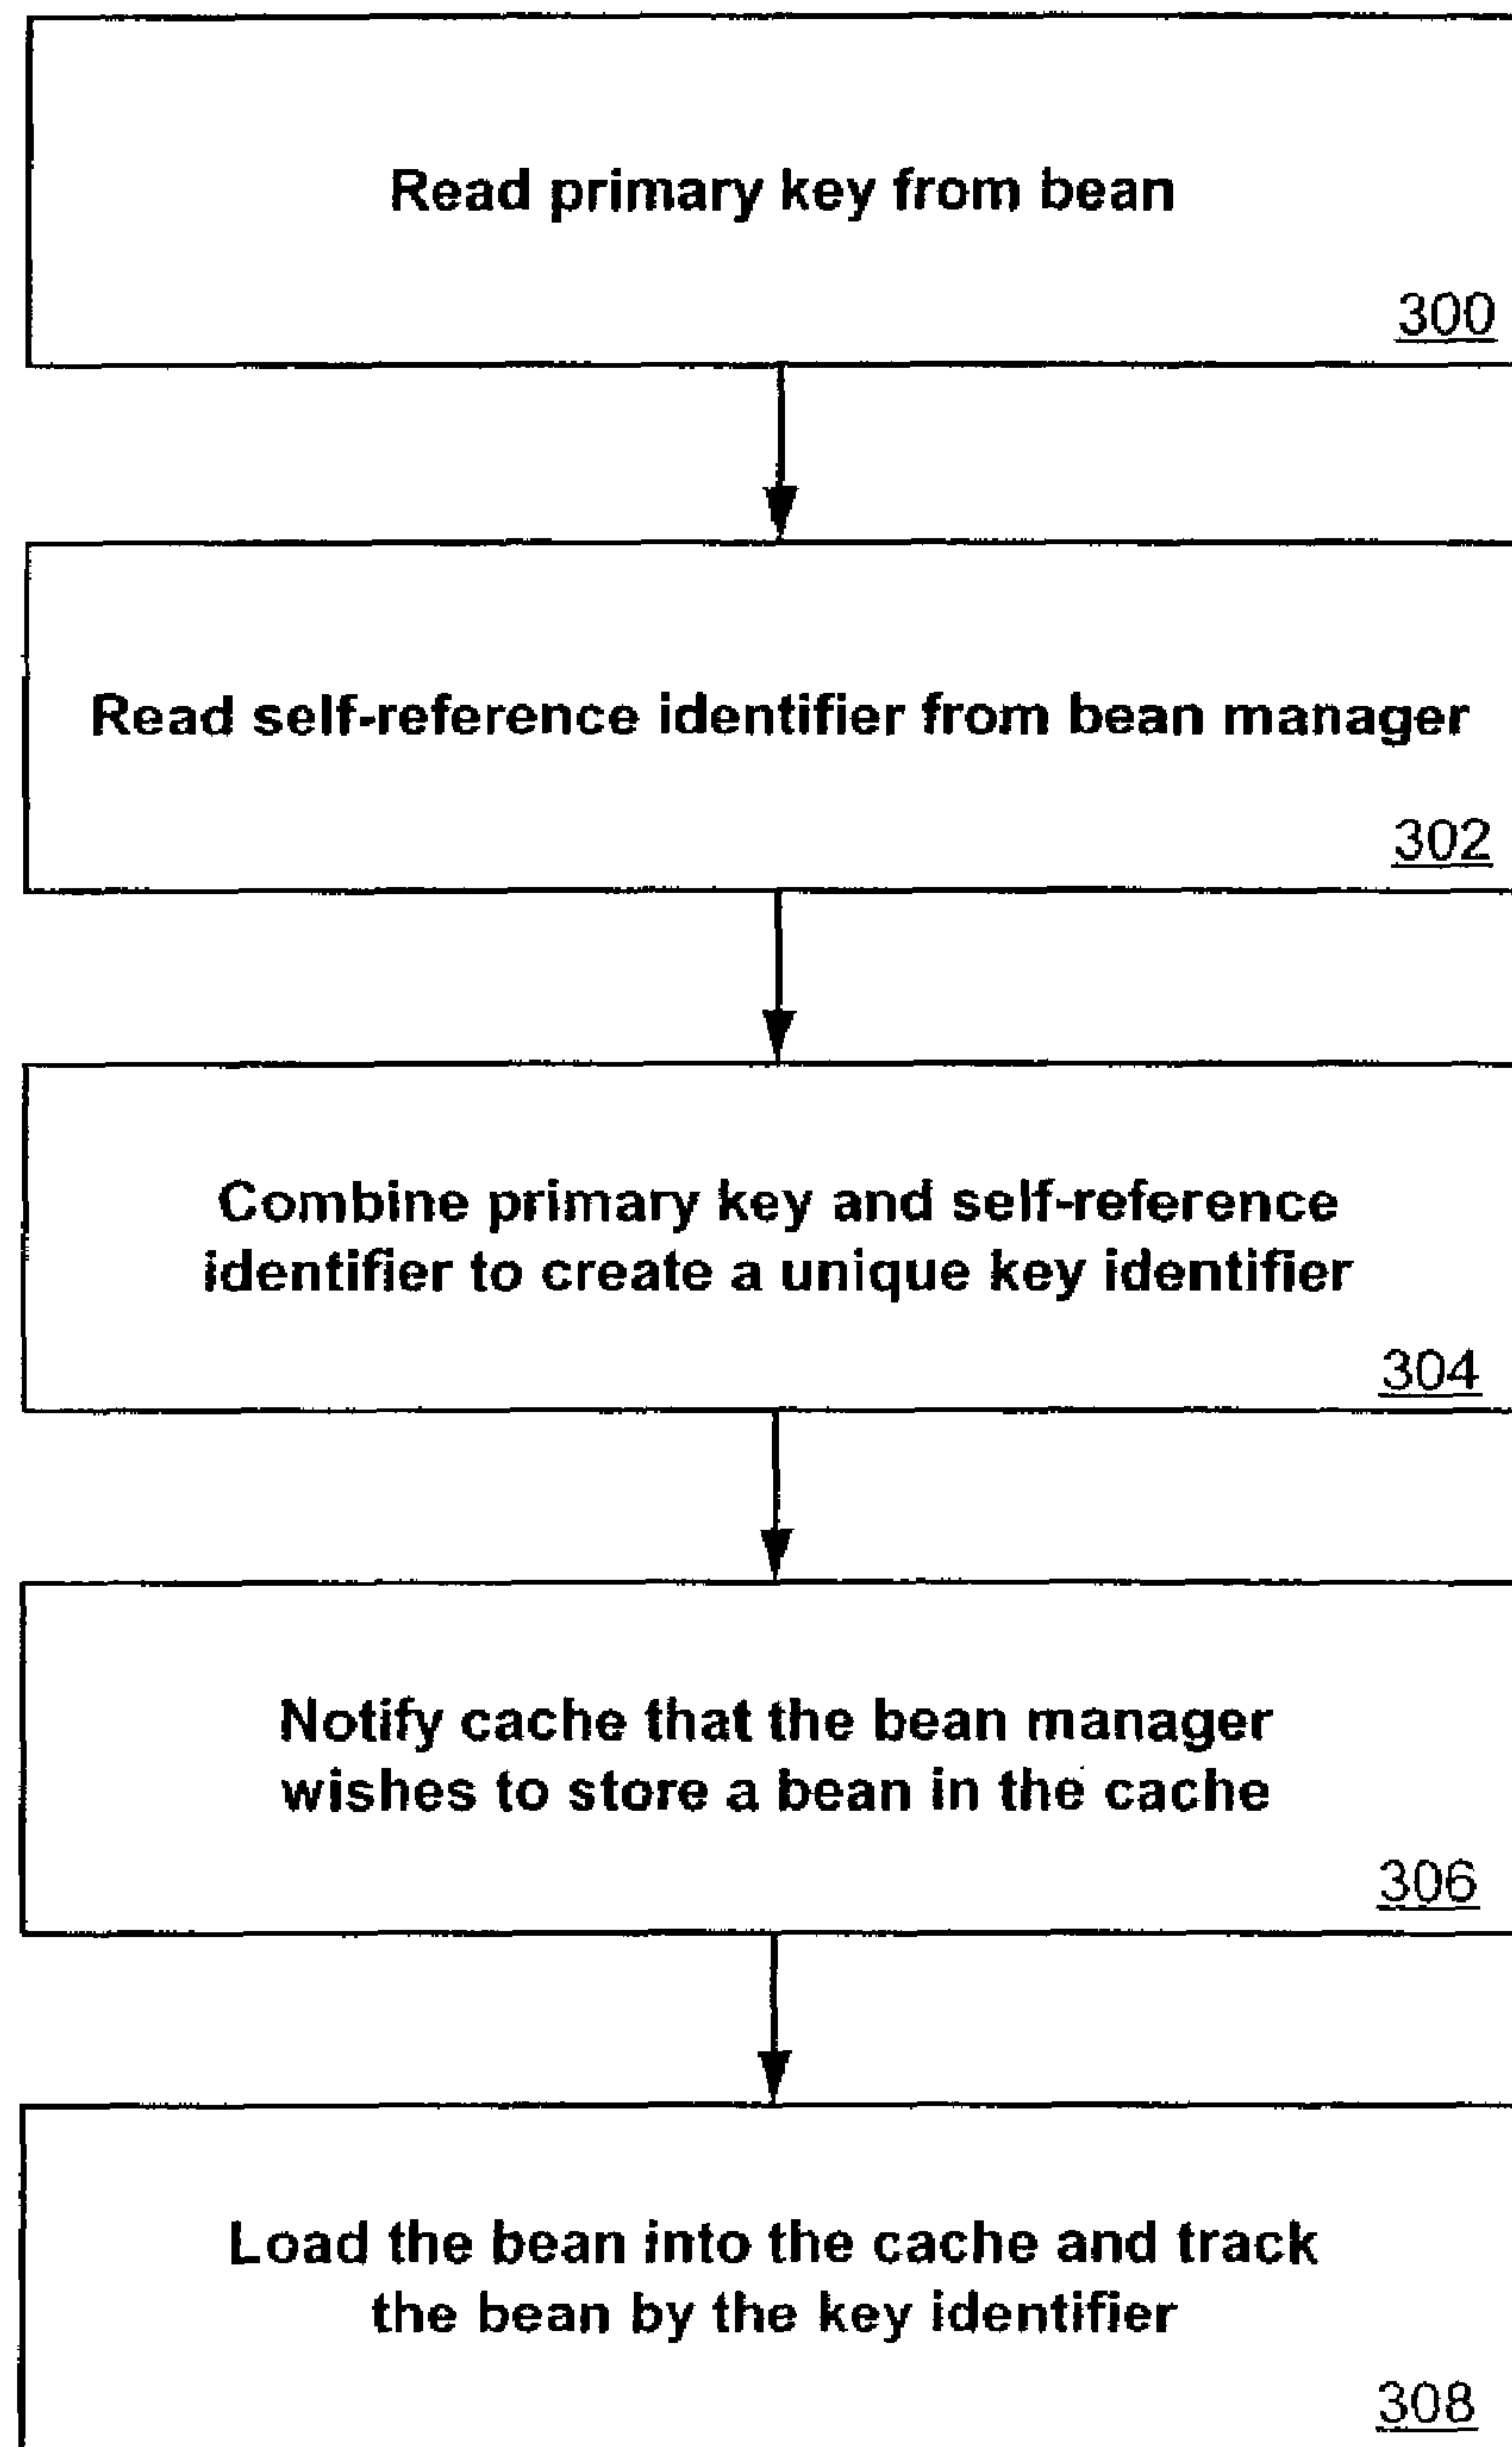 Read primary key from bean
300
Read self-reference identifier from bean manager
302
Combine primary key and self-reference
identifier to create a unique key identifier
304
Notify cache that the bean manager
wishes to store a bean in the cache
306
Load the bean into the cache and track
the bean by the key identifier
308